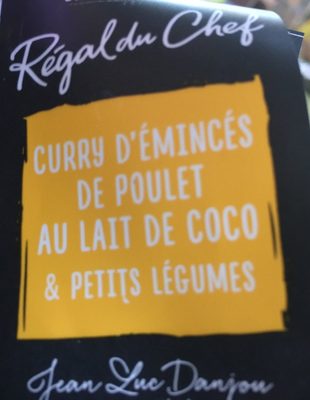 Régal du Chef
CURRY D'ÉMINCÉS
DE POULET
AU LAIT DE COCO
& PETITS LÉGUMES
Jean Luc Danjou